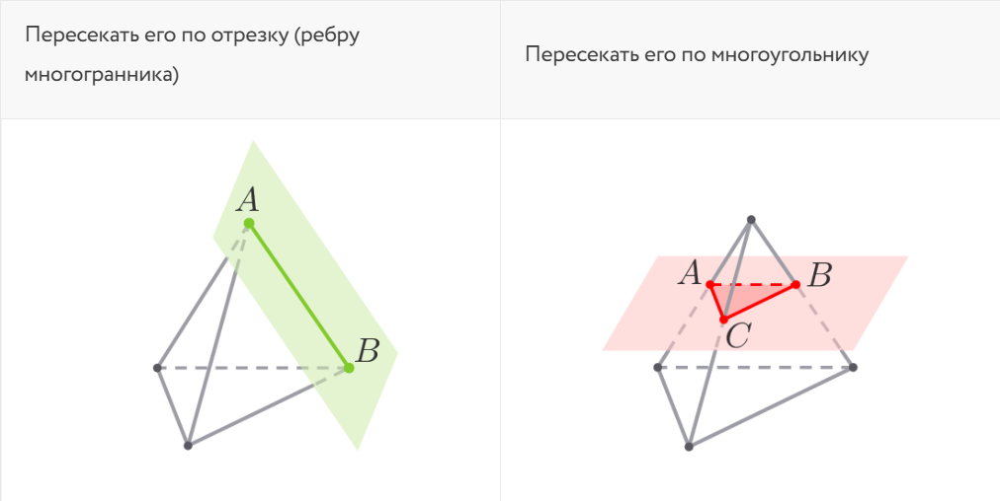 Пересекать его по отрезку (ребру
многогранника)
Пересекать его по многоугольнику
A
B
A
B
C